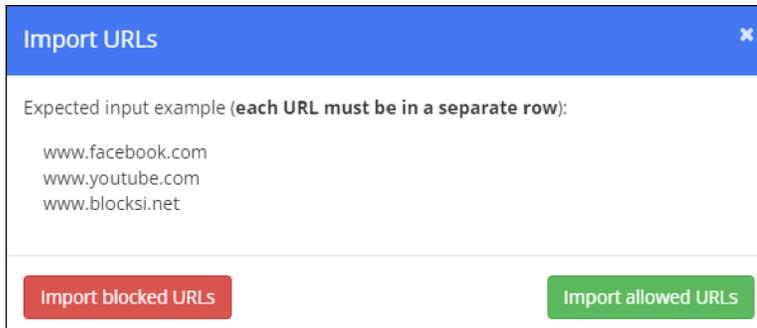 Import URLs
Expected input example (each URL must be in a separate row):
www.facebook.com
www.youtube.com
www.blocksi.net
Import blocked URLs
Import allowed URLs